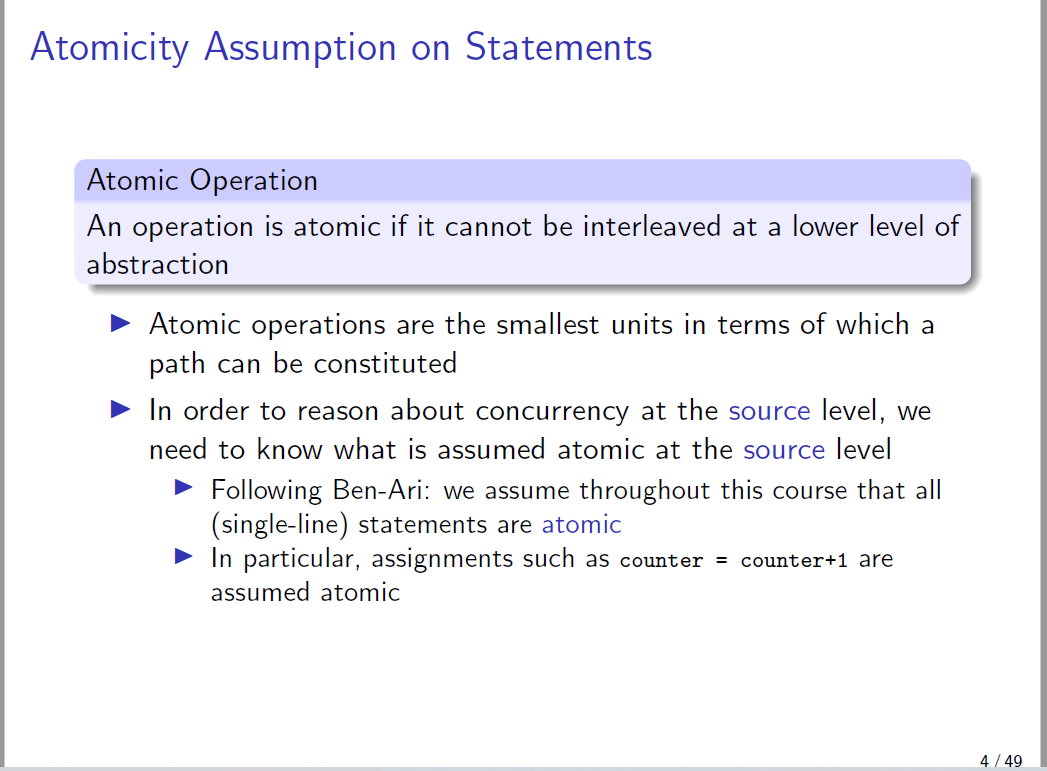 Atomicity Assumption on Statements
Atomic Operation
An operation is atomic if it cannot be interleaved at a lower level of
abstraction
▶ Atomic operations are the smallest units in terms of which a
path can be constituted
▶ In order to reason about concurrency at the source level, we
need to know what is assumed atomic at the source level
▶ Following Ben-Ari: we assume throughout this course that all
(single-line) statements are atomic
▶ In particular, assignments such as counter = counter+1 are
assumed atomic
4 / 49